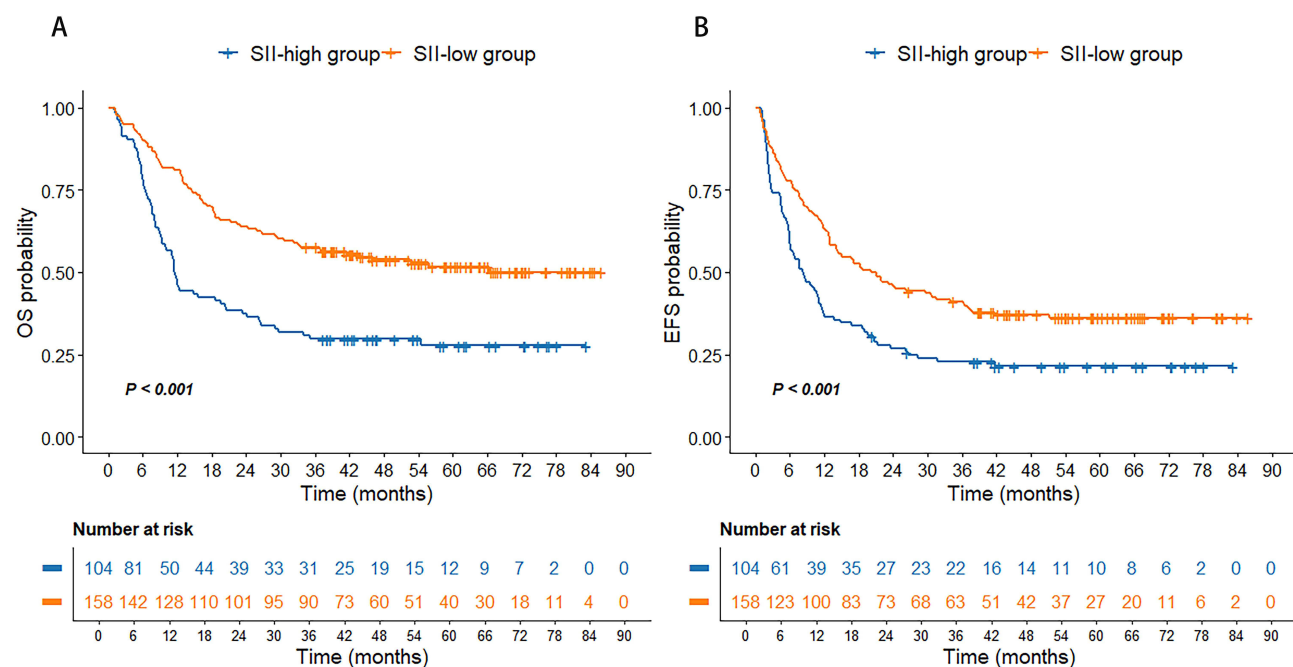 A
SII-high group SII-low group
OS probability
1.00
0.75
0.50
0.25
0.00
P < 0.001
0 6 12 18 24 30 36 42 48 54 60 66 72 78 84 90
Time (months)
Number at risk
104 81 50 44 39 33 31 25 19 15 12 9 7 2 0 0
158 142 128 110 101 95 90 73 60 51 40 30 18 11 4 0
0 6 12 18 24 30 36 42 48 54 60 66 72 78 84 90
Time (months)
B
SII-high group SII-low group
EFS probability
1.00
0.75
0.50
0.25
0.00
P < 0.001
0 6 12 18 24 30 36 42 48 54 60 66 72 78 84 90
Time (months)
Number at risk
104 61 39 35 27 23 22 16 14 11 10 8 6 2 0 0
158 123 100 83 73 68 63 51 42 37 27 20 11 6 2 0
0 6 12 18 24 30 36 42 48 54 60 66 72 78 84 90
Time (months)